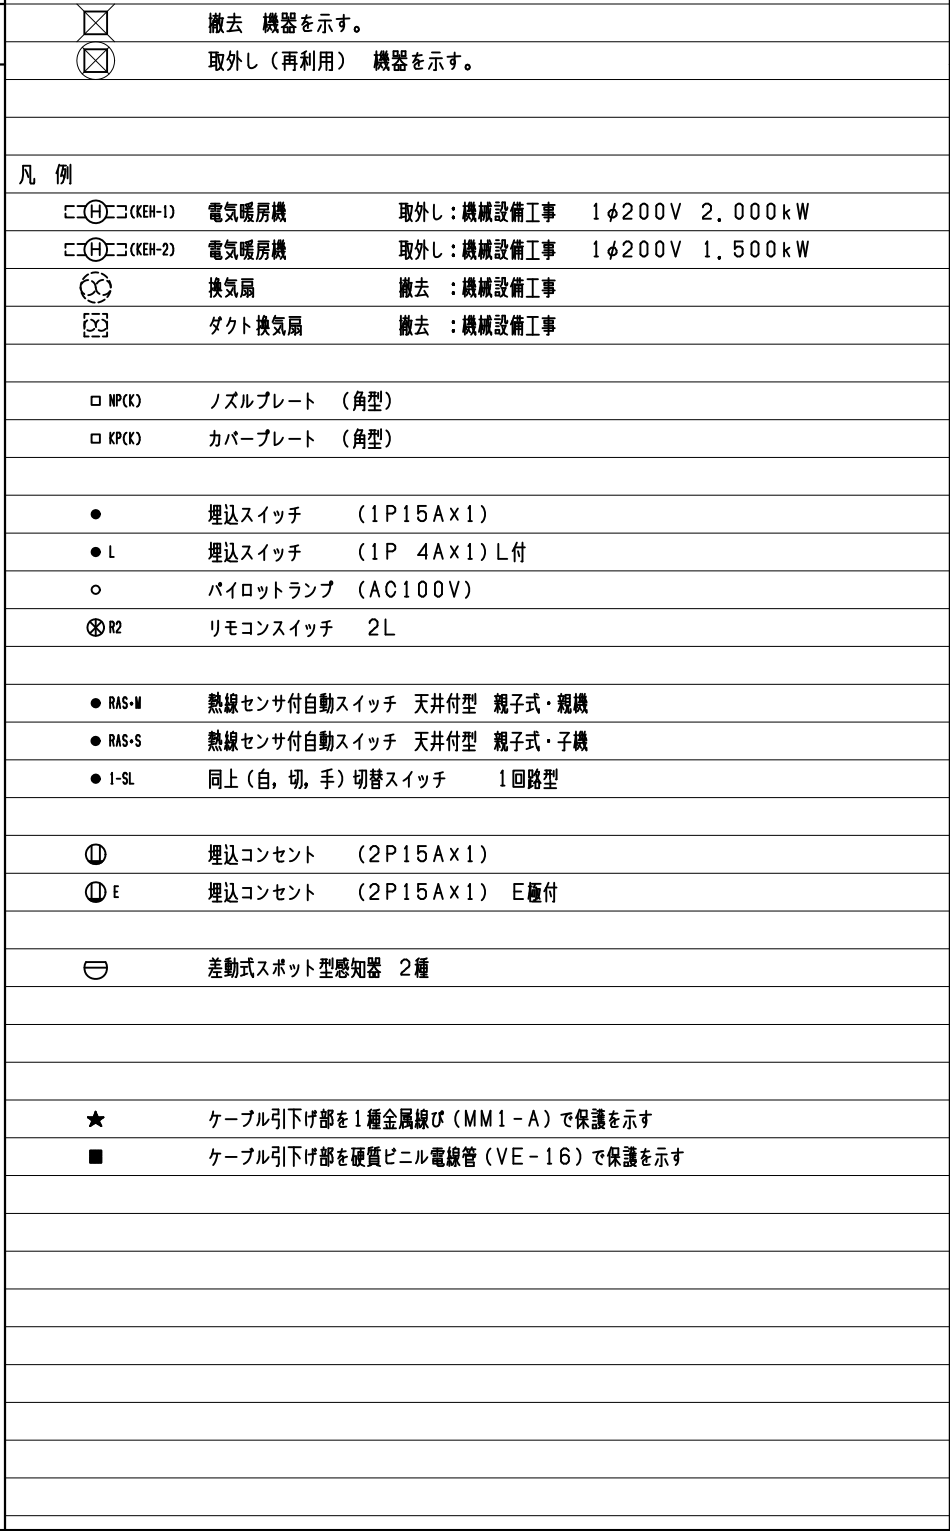 撤去　機器を示す。
取外し（再利用）　機器を示す。
凡　例
H (KEH-1)　電気暖房機　取外し：機械設備工事　1φ200V　2.000kW
H (KEH-2)　電気暖房機　取外し：機械設備工事　1φ200V　1.500kW
換気扇　撤去　：機械設備工事
ダクト換気扇　撤去　：機械設備工事
NP(K)　ノズルプレート　（角型）
KP(K)　カバープレート　（角型）
埋込スイッチ　（1P15A×1）
L　埋込スイッチ　（1P　4A×1）L付
パイロットランプ　（AC100V）
R2　リモコンスイッチ　2L
RAS・M　熱線センサ付自動スイッチ　天井付型　親子式・親機
RAS・S　熱線センサ付自動スイッチ　天井付型　親子式・子機
1-SL　同上（自，切，手）切替スイッチ　1回路型
埋込コンセント　（2P15A×1）
E　埋込コンセント　（2P15A×1）　E極付
差動式スポット型感知器　2種
★　ケーブル引下げ部を1種金属線ぴ（MM1－A）で保護を示す
■　ケーブル引下げ部を硬質ビニル電線管（VE－16）で保護を示す